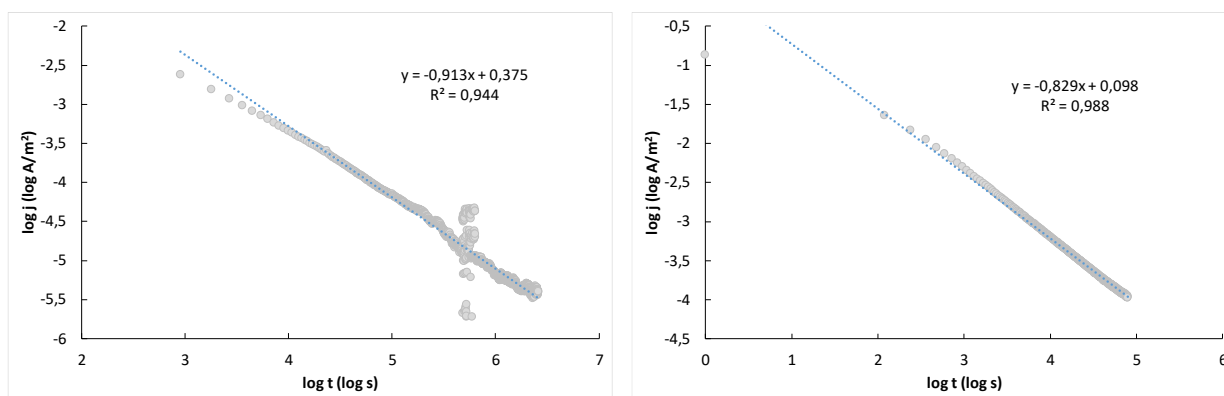 -2
-2,5
-3
-3,5
-4
-4,5
-5
-5,5
-6
log j (log A/m²)
y = -0,913x + 0,375
R² = 0,944
2 3 4 5 6 7
log t (log s)
-0,5
-1
-1,5
-2
-2,5
-3
-3,5
-4
-4,5
log j (log A/m²)
y = -0,829x + 0,098
R² = 0,988
0 1 2 3 4 5 6
log t (log s)